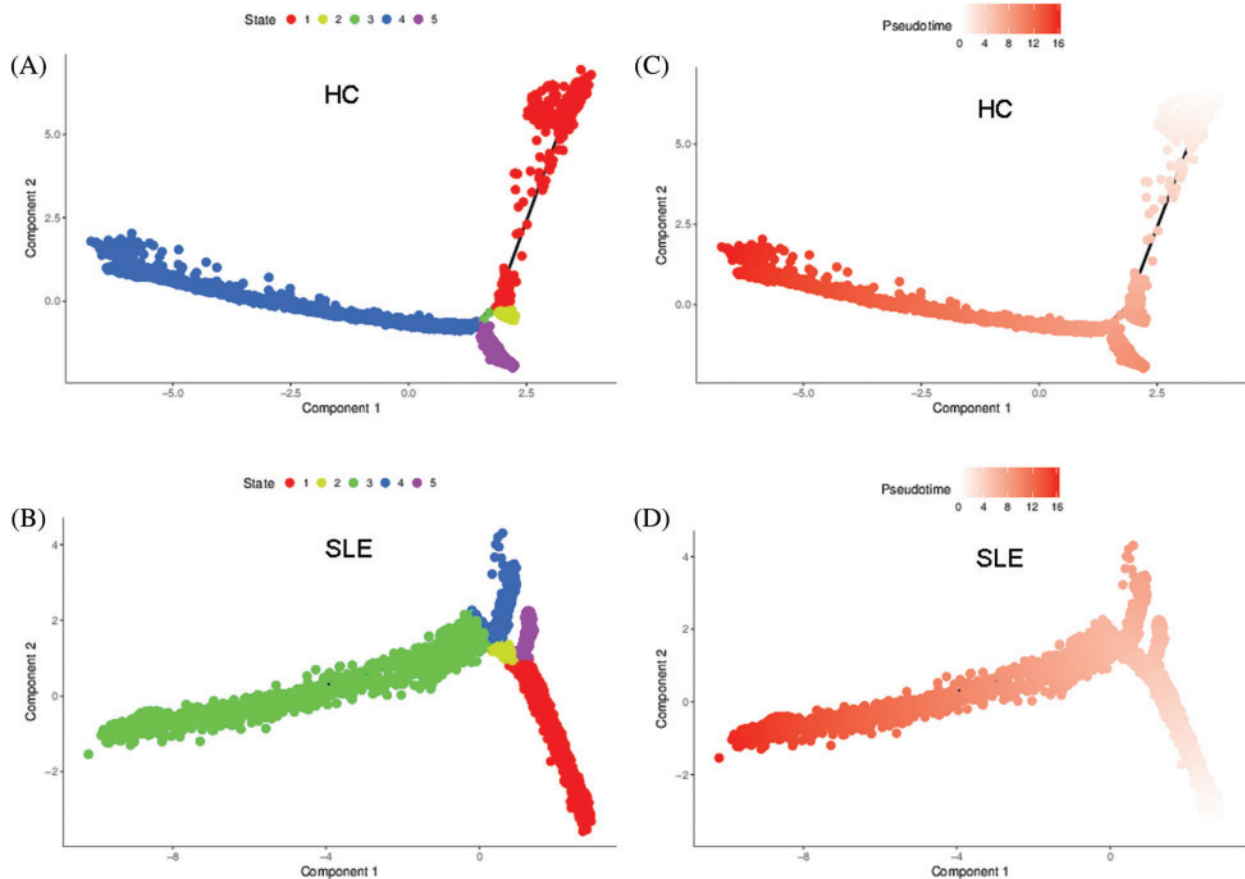 State 1 2 3 4 5
(A)
HC
5.0
2.5
0.0
Component 2
−5.0 −2.5 0.0 2.5
Component 1
Pseudotime 0 4 8 12 16
(C)
HC
5.0
2.5
0.0
Component 2
−5.0 −2.5 0.0 2.5
Component 1
State 1 2 3 4 5
(B)
SLE
4
2
0
−2
Component 2
−8 −4 0
Component 1
Pseudotime 0 4 8 12 16
(D)
SLE
4
2
0
−2
Component 2
−8 −4 0
Component 1